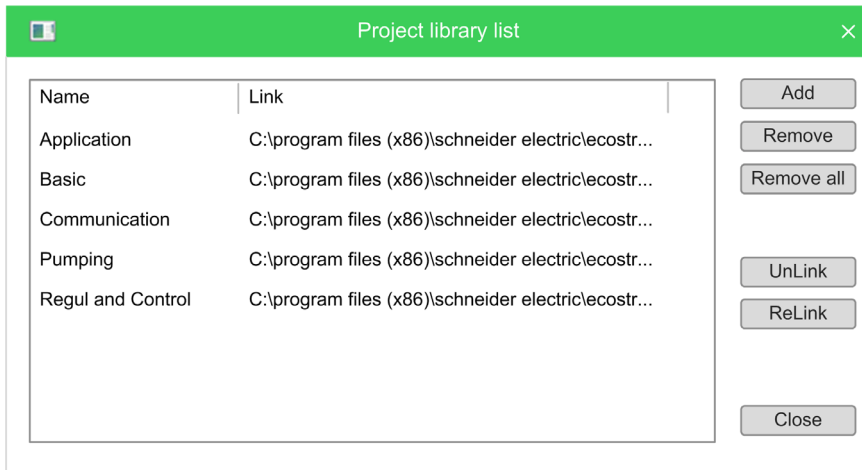 Project library list
Name Link
Application C:\program files (x86)\schneider electric\ecostr...
Basic C:\program files (x86)\schneider electric\ecostr...
Communication C:\program files (x86)\schneider electric\ecostr...
Pumping C:\program files (x86)\schneider electric\ecostr...
Regul and Control C:\program files (x86)\schneider electric\ecostr...
Add
Remove
Remove all
UnLink
ReLink
Close